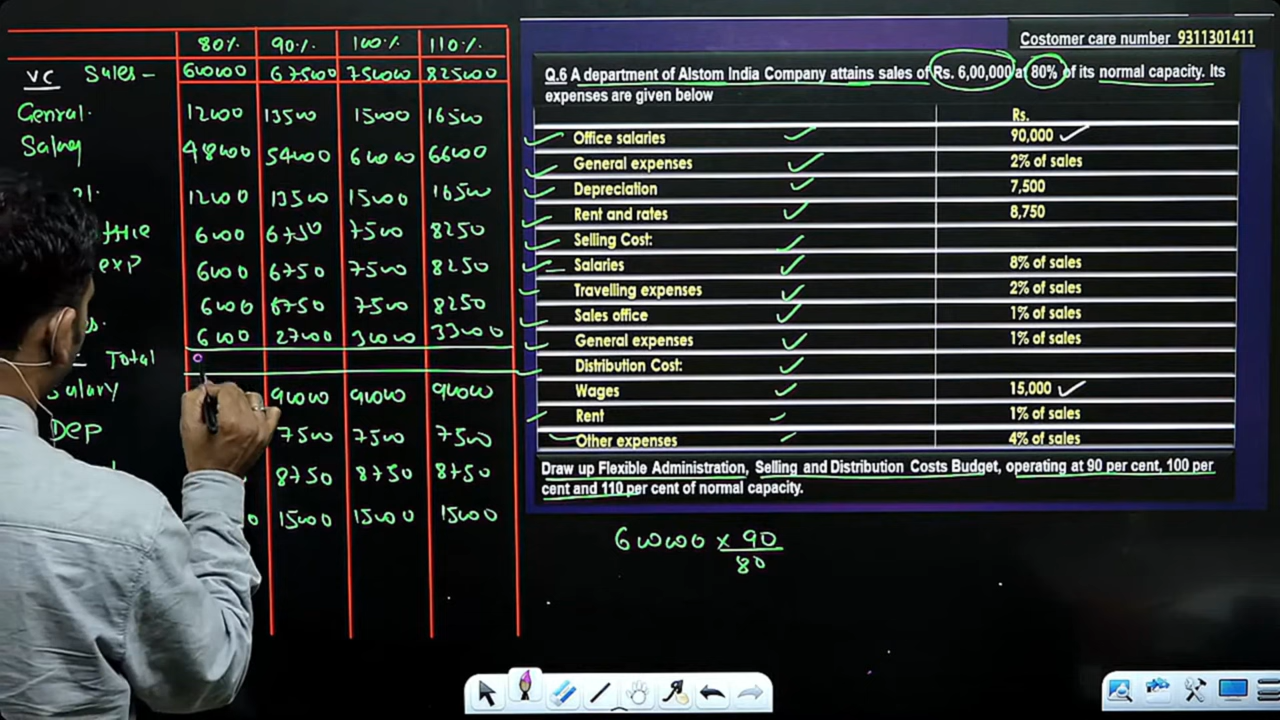 80% 90% 100% 110%
VC Sales - 600000 675000 750000 825000
General. 12000 13500 15000 16500
Salary 48000 54000 60000 66000
l. 12000 13500 15000 16500
ffice 6000 6750 7500 8250
exp 6000 6750 7500 8250
6000 6750 7500 8250
s. 6000 27000 30000 33000
Total
Salary 90000 90000 90000
Dep 7500 7500 7500
8750 8750 8750
0 15000 15000 15000
Costomer care number 9311301411
Q.6 A department of Alstom India Company attains sales of Rs. 6,00,000 at 80% of its normal capacity. Its
expenses are given below
Rs.
Office salaries 90,000
General expenses 2% of sales
Depreciation 7,500
Rent and rates 8,750
Selling Cost:
Salaries 8% of sales
Travelling expenses 2% of sales
Sales office 1% of sales
General expenses 1% of sales
Distribution Cost:
Wages 15,000
Rent 1% of sales
Other expenses 4% of sales
Draw up Flexible Administration, Selling and Distribution Costs Budget, operating at 90 per cent, 100 per
cent and 110 per cent of normal capacity.
600000 × 90
80